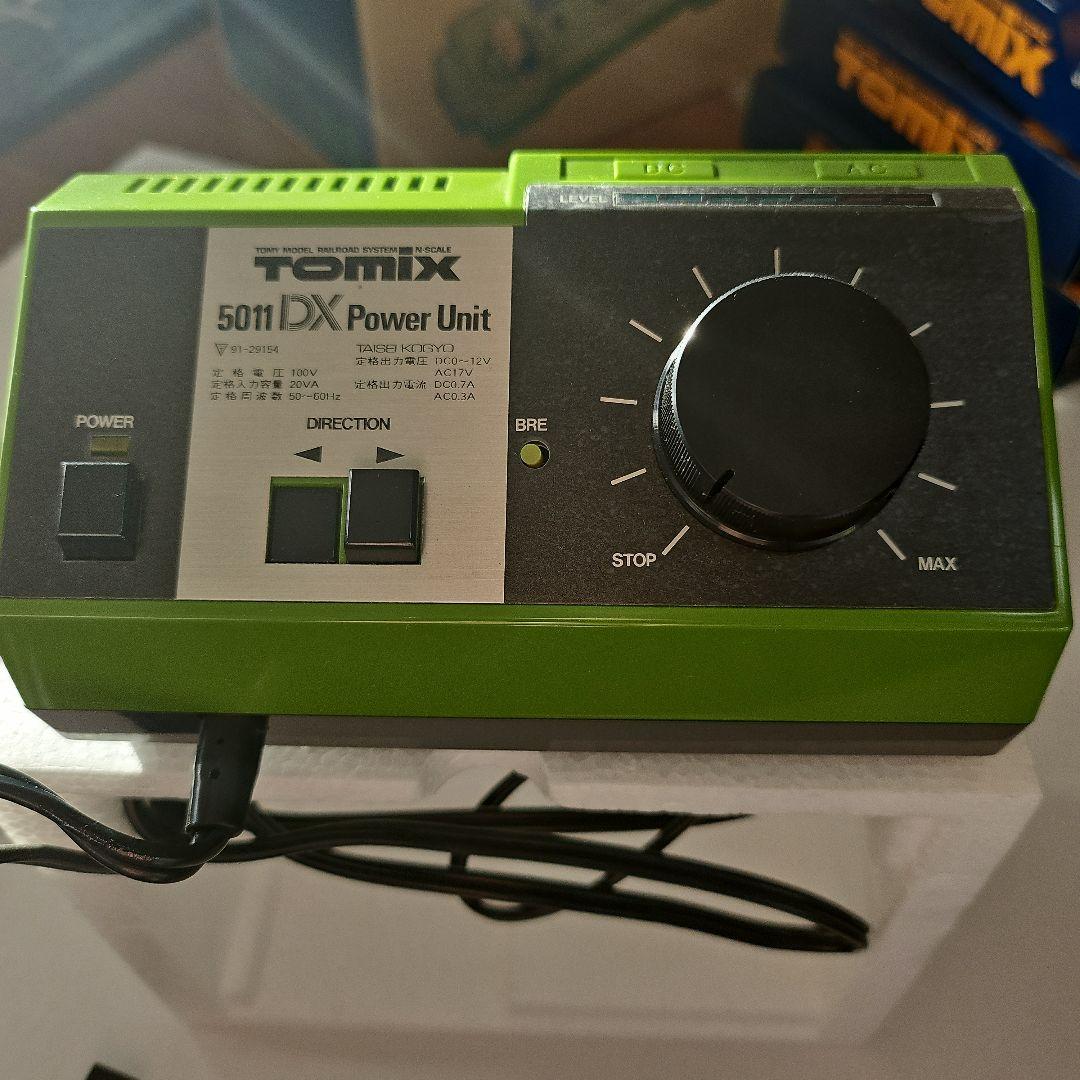 TOMIX
TOMIX
DC AC
LEVEL
TOMY MODEL RAILROAD SYSTEM N-SCALE
TOMIX
5011 DX Power Unit
91-29154
TAISEI KOGYO
定格電圧 100V
定格入力容量 20VA
定格周波数 50~60Hz
定格出力電圧 DC0~12V
AC17V
定格出力電流 DC0.7A
AC0.3A
POWER
DIRECTION
BRE
STOP
MAX